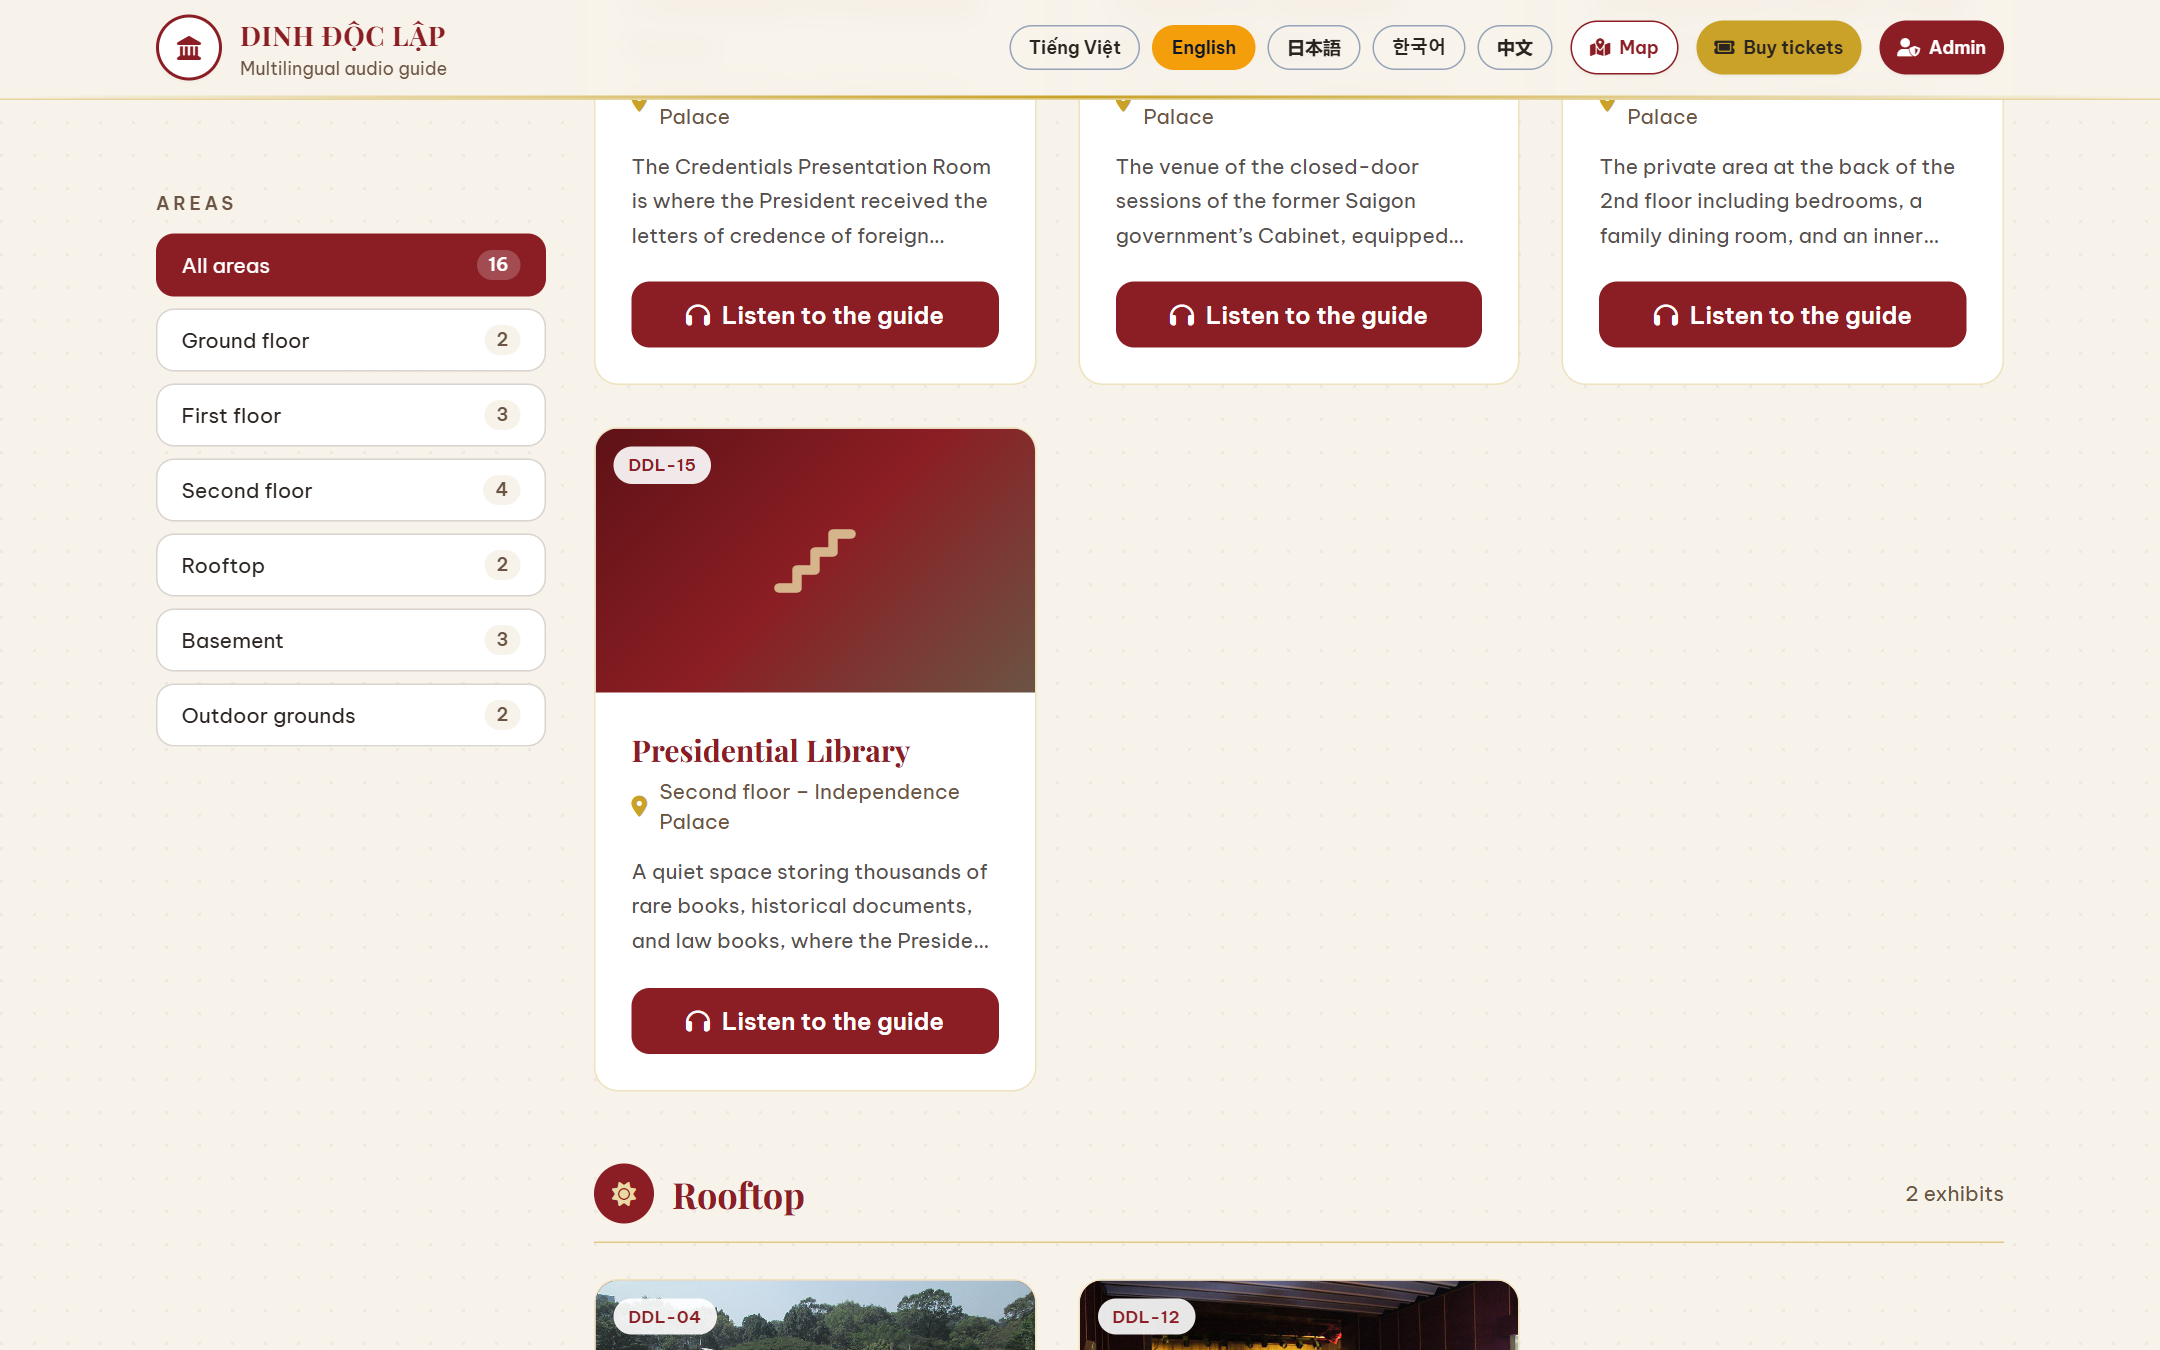 DINH ĐỘC LẬP
Multilingual audio guide
Tiếng Việt
English
日本語
한국어
中文
Map
Buy tickets
Admin
AREAS
All areas 16
Ground floor 2
First floor 3
Second floor 4
Rooftop 2
Basement 3
Outdoor grounds 2
Palace
The Credentials Presentation Room
is where the President received the
letters of credence of foreign...
Listen to the guide
Palace
The venue of the closed-door
sessions of the former Saigon
government's Cabinet, equipped...
Listen to the guide
Palace
The private area at the back of the
2nd floor including bedrooms, a
family dining room, and an inner...
Listen to the guide
DDL-15
Presidential Library
Second floor – Independence
Palace
A quiet space storing thousands of
rare books, historical documents,
and law books, where the Preside...
Listen to the guide
Rooftop
2 exhibits
DDL-04
DDL-12